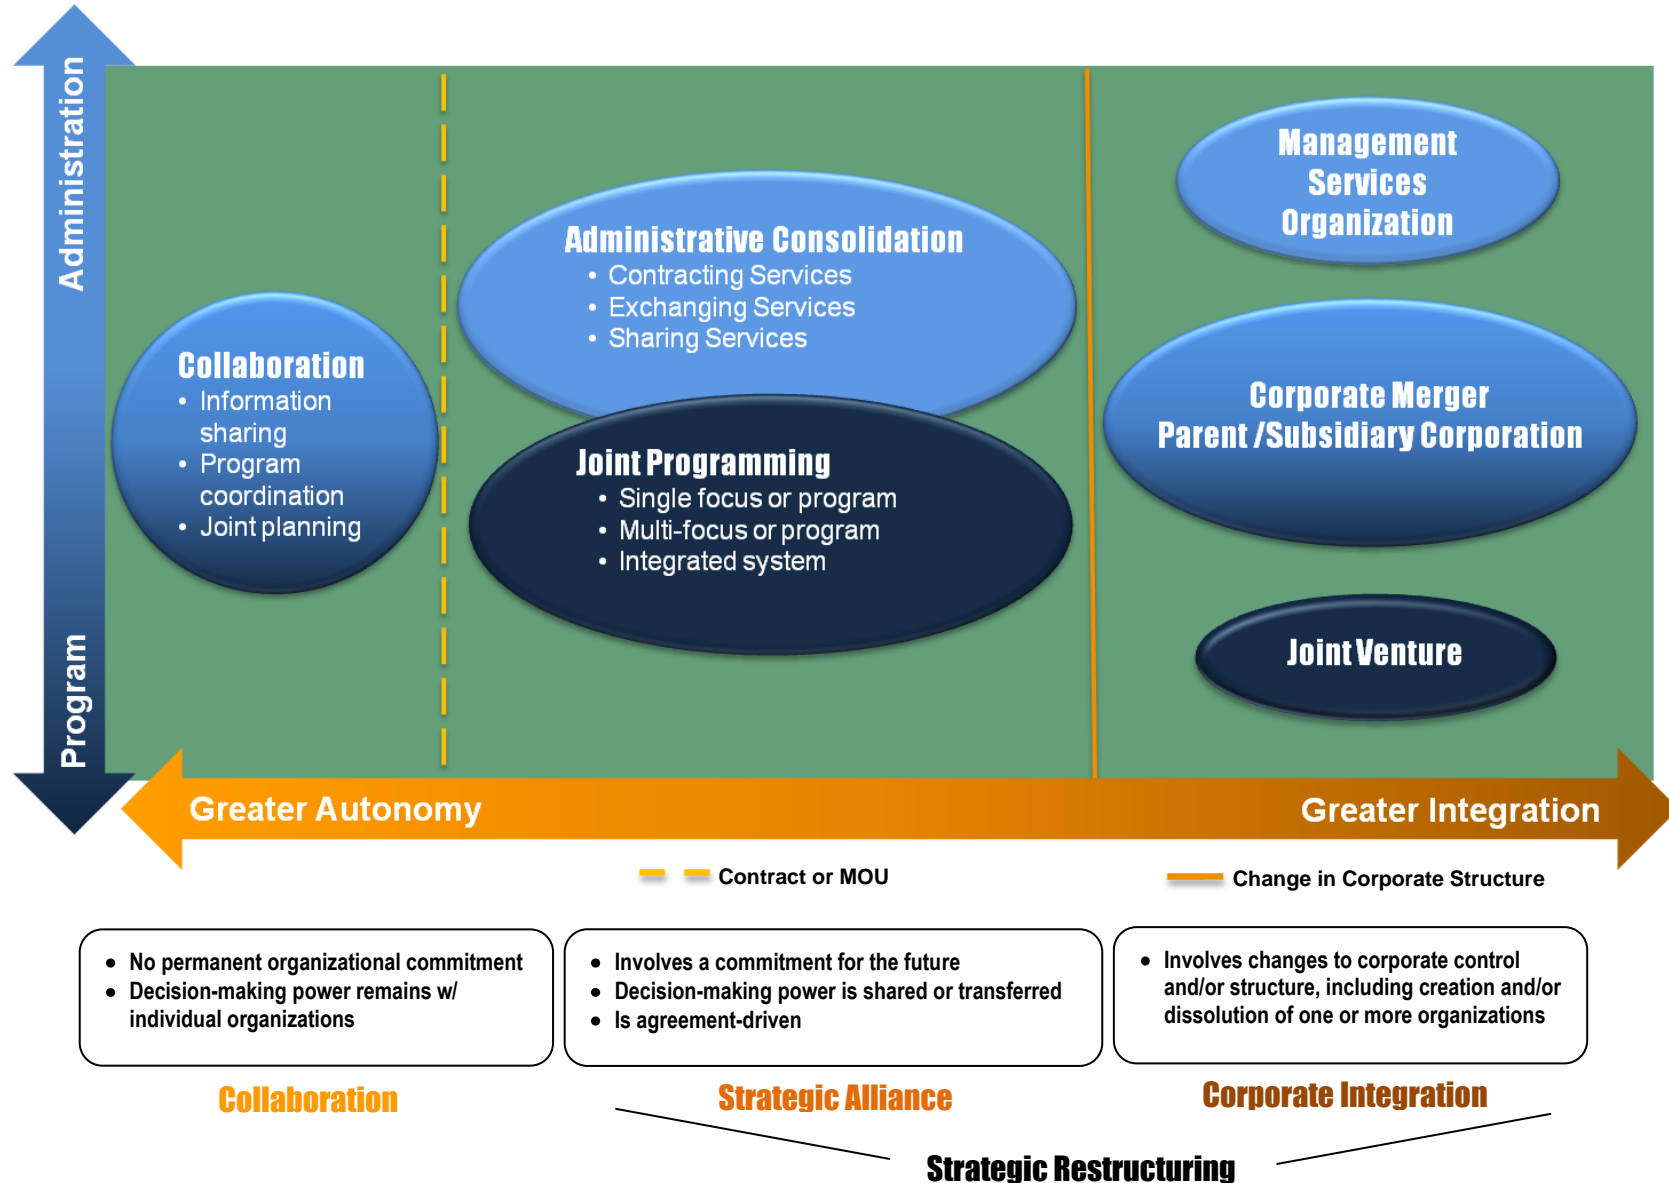 Administration
Program
Collaboration
• Information
sharing
• Program
coordination
• Joint planning
Administrative Consolidation
• Contracting Services
• Exchanging Services
• Sharing Services
Joint Programming
• Single focus or program
• Multi-focus or program
• Integrated system
Management
Services
Organization
Corporate Merger
Parent /Subsidiary Corporation
Joint Venture
Greater Autonomy
Greater Integration
Contract or MOU
Change in Corporate Structure
• No permanent organizational commitment
• Decision-making power remains w/
individual organizations
• Involves a commitment for the future
• Decision-making power is shared or transferred
• Is agreement-driven
• Involves changes to corporate control
and/or structure, including creation and/or
dissolution of one or more organizations
Collaboration
Strategic Alliance
Corporate Integration
Strategic Restructuring